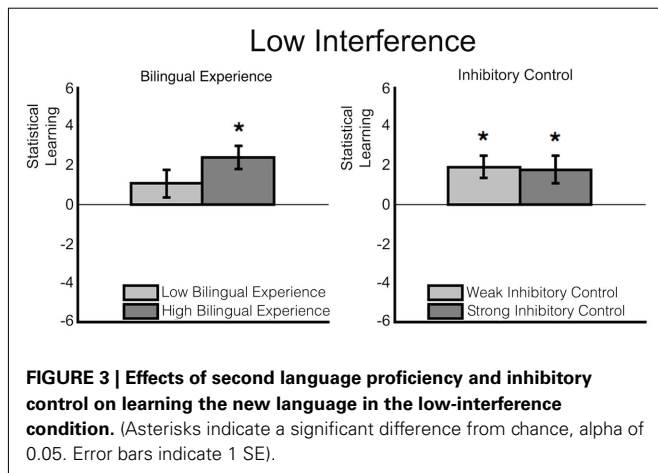 Low Interference
Bilingual Experience
Statistical
Learning
6
4
2
0
-2
-4
-6
*
Low Bilingual Experience
High Bilingual Experience
Inhibitory Control
Statistical
Learning
6
4
2
0
-2
-4
-6
* *
Weak Inhibitory Control
Strong Inhibitory Control
FIGURE 3 | Effects of second language proficiency and inhibitory
control on learning the new language in the low-interference
condition. (Asterisks indicate a significant difference from chance, alpha of
0.05. Error bars indicate 1 SE).